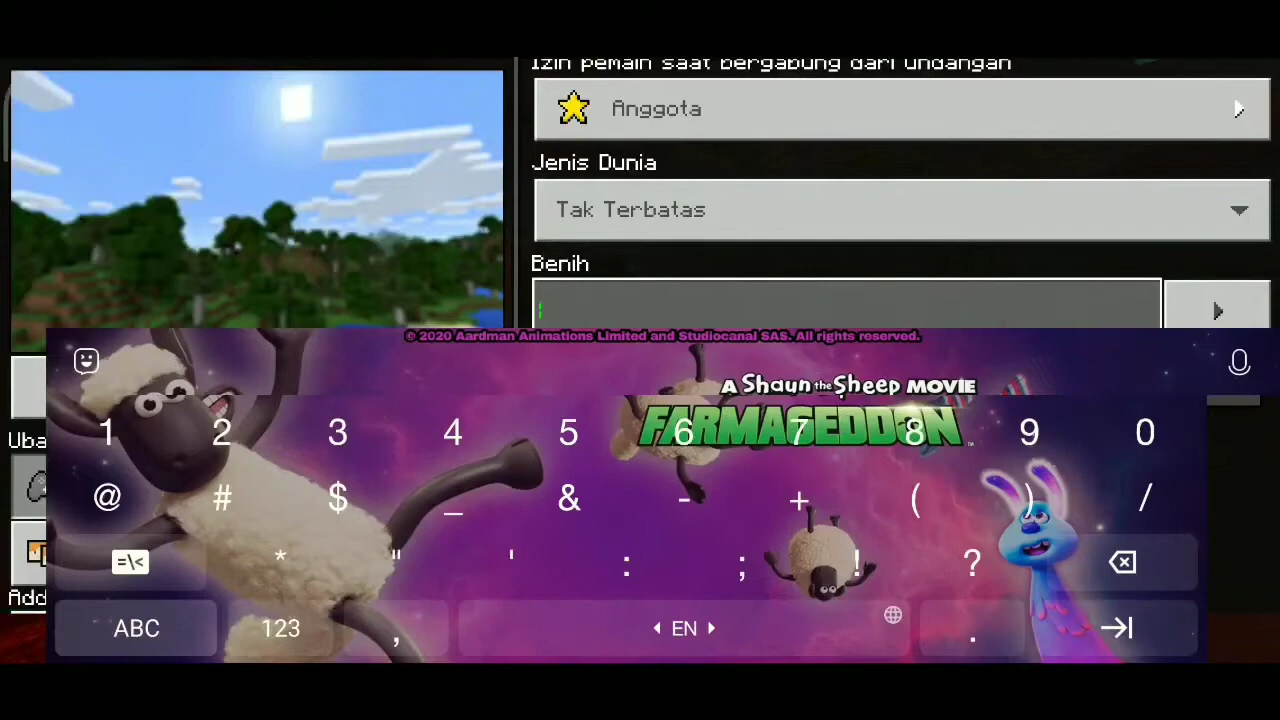 Izin pemain saat bergabung dari undangan
Anggota
Jenis Dunia
Tak Terbatas
Benih
© 2020 Aardman Animations Limited and Studiocanal SAS. All rights reserved.
A Shaun the Sheep MOVIE
FARMAGEDDON™
1 2 3 4 5 6 7 8 9 0
@ # $ _ & - + ( ) /
=\< * " ' : ; ! ?
ABC 123 , EN .
Uba
Add